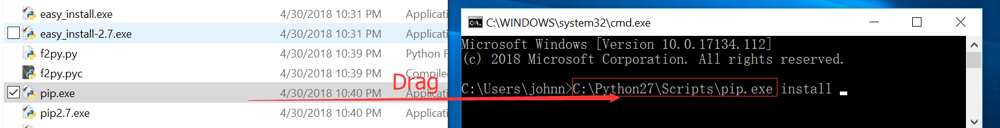 easy_install.exe 4/30/2018 10:31 PM Applicati
easy_install-2.7.exe 4/30/2018 10:31 PM Applicati
f2py.py 4/30/2018 10:39 PM Python F
f2py.pyc 4/30/2018 10:39 PM Compiled
pip.exe 4/30/2018 10:40 PM Applicati
pip2.7.exe 4/30/2018 10:40 PM Applicati
Drag
C:\WINDOWS\system32\cmd.exe
Microsoft Windows [Version 10.0.17134.112]
(c) 2018 Microsoft Corporation. All rights reserved.
C:\Users\johnn>C:\Python27\Scripts\pip.exe install